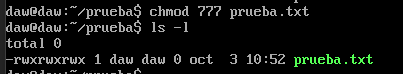 daw@daw:~/prueba$ chmod 777 prueba.txt
daw@daw:~/prueba$ ls -l
total 0
-rwxrwxrwx 1 daw daw 0 oct  3 10:52 prueba.txt